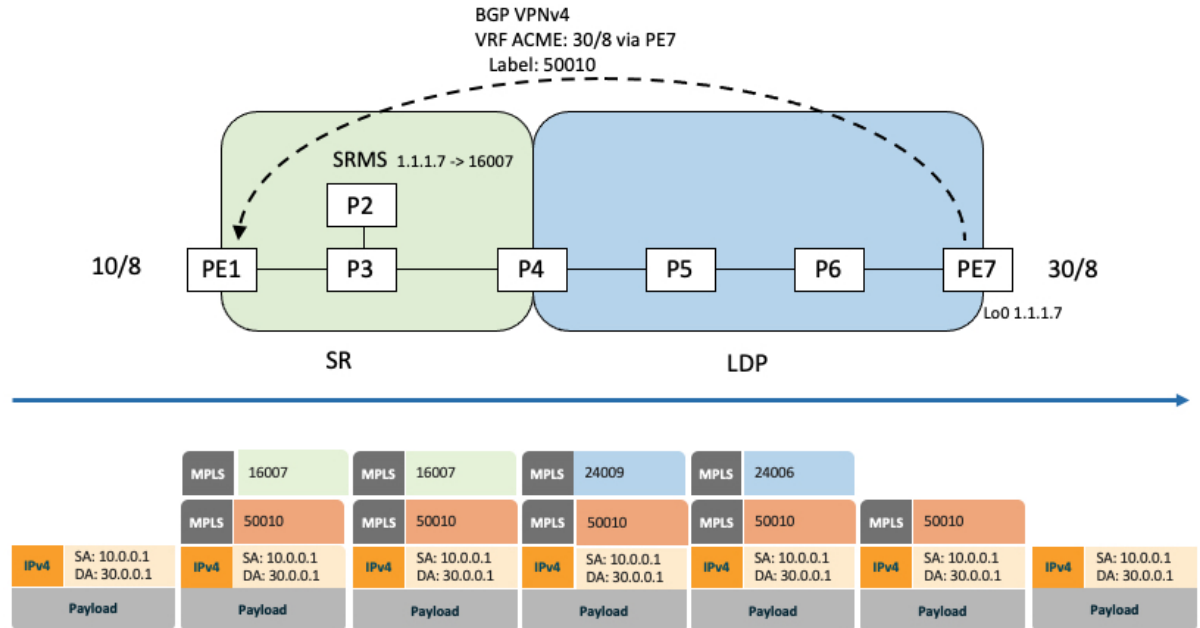 BGP VPNv4
VRF ACME: 30/8 via PE7
Label: 50010
SRMS 1.1.1.7 -> 16007
P2
10/8 PE1 P3 P4 P5 P6 PE7 30/8
Lo0 1.1.1.7
SR LDP
MPLS 16007 MPLS 16007 MPLS 24009 MPLS 24006
MPLS 50010 MPLS 50010 MPLS 50010 MPLS 50010 MPLS 50010
IPv4 SA: 10.0.0.1 DA: 30.0.0.1 IPv4 SA: 10.0.0.1 DA: 30.0.0.1 IPv4 SA: 10.0.0.1 DA: 30.0.0.1 IPv4 SA: 10.0.0.1 DA: 30.0.0.1 IPv4 SA: 10.0.0.1 DA: 30.0.0.1 IPv4 SA: 10.0.0.1 DA: 30.0.0.1 IPv4 SA: 10.0.0.1 DA: 30.0.0.1
Payload Payload Payload Payload Payload Payload Payload